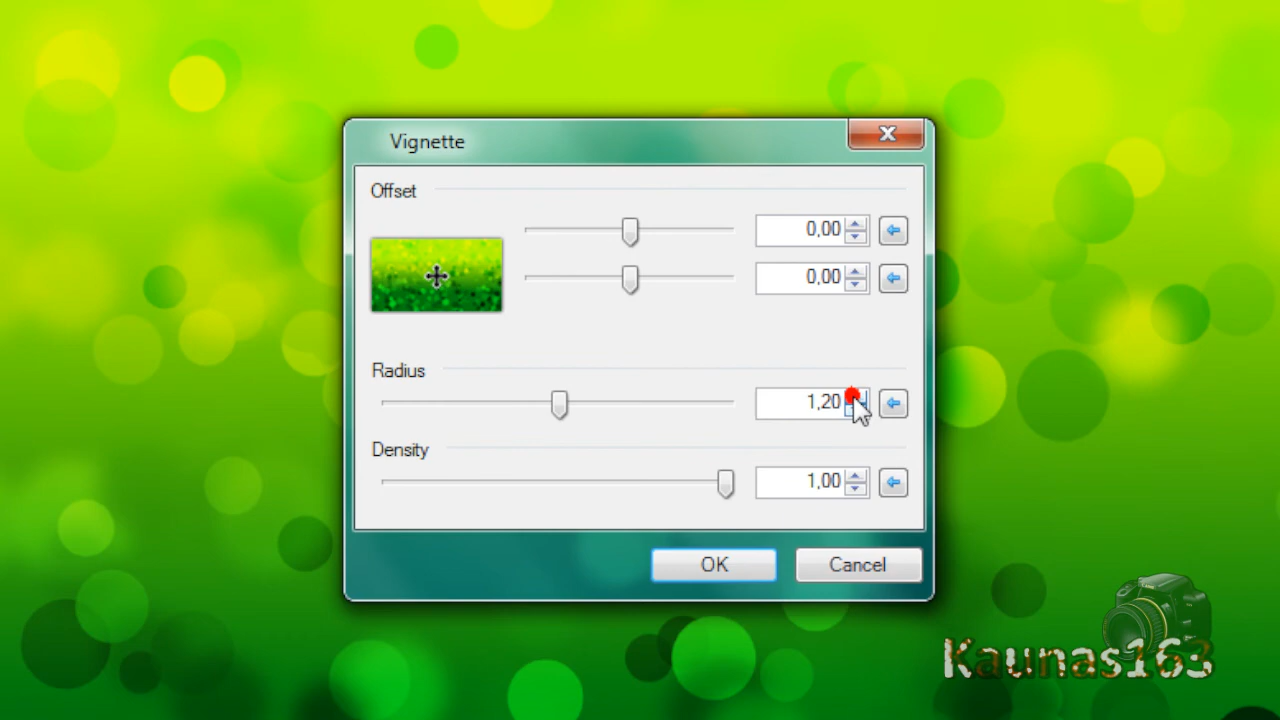 Vignette
Offset
0,00
0,00
Radius
1,20
Density
1,00
OK
Cancel
Kaunas163